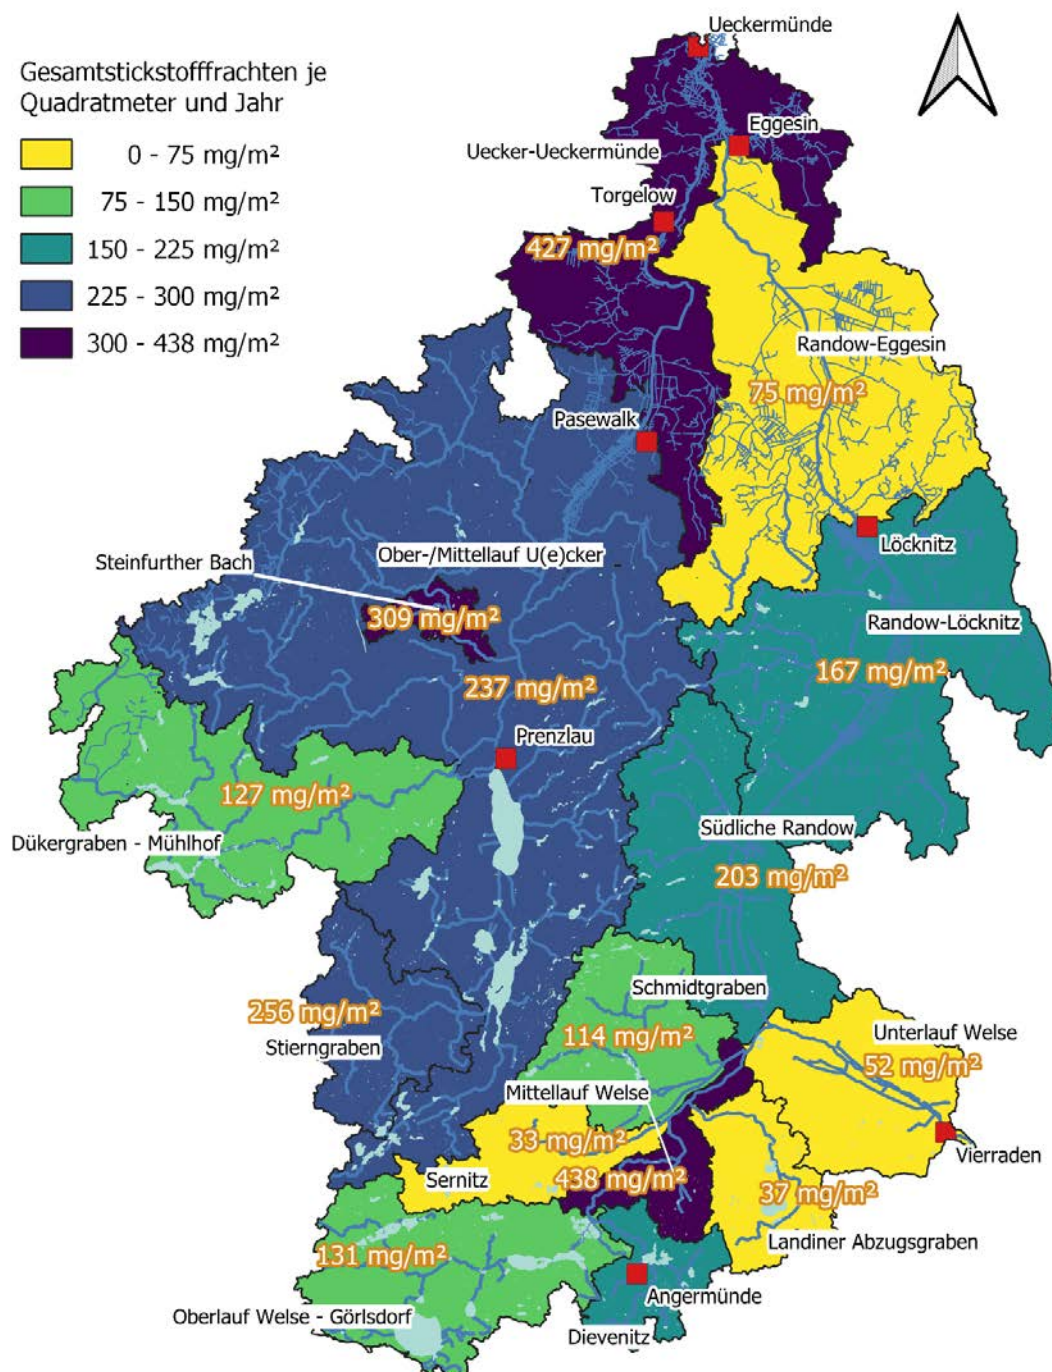 Gesamtstickstofffrachten je
Quadratmeter und Jahr
0 - 75 mg/m²
75 - 150 mg/m²
150 - 225 mg/m²
225 - 300 mg/m²
300 - 438 mg/m²
Ueckermünde
Eggesin
Uecker-Ueckermünde
Torgelow
427 mg/m²
Randow-Eggesin
75 mg/m²
Pasewalk
Löcknitz
Ober-/Mittellauf U(e)cker
Steinfurther Bach
309 mg/m²
Randow-Löcknitz
167 mg/m²
237 mg/m²
Prenzlau
127 mg/m²
Dükergraben - Mühlhof
Südliche Randow
203 mg/m²
Schmidtgraben
256 mg/m²
Stierngraben
114 mg/m²
Unterlauf Welse
52 mg/m²
Mittellauf Welse
33 mg/m²
Vierraden
Sernitz
438 mg/m²
37 mg/m²
Landiner Abzugsgraben
131 mg/m²
Angermünde
Oberlauf Welse - Görlsdorf
Dievenitz